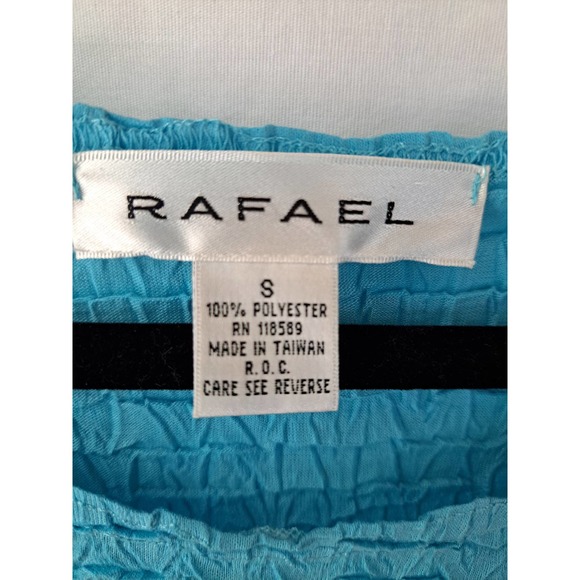 RAFAEL
S
100% POLYESTER
RN 118589
MADE IN TAIWAN
R.O.C.
CARE SEE REVERSE